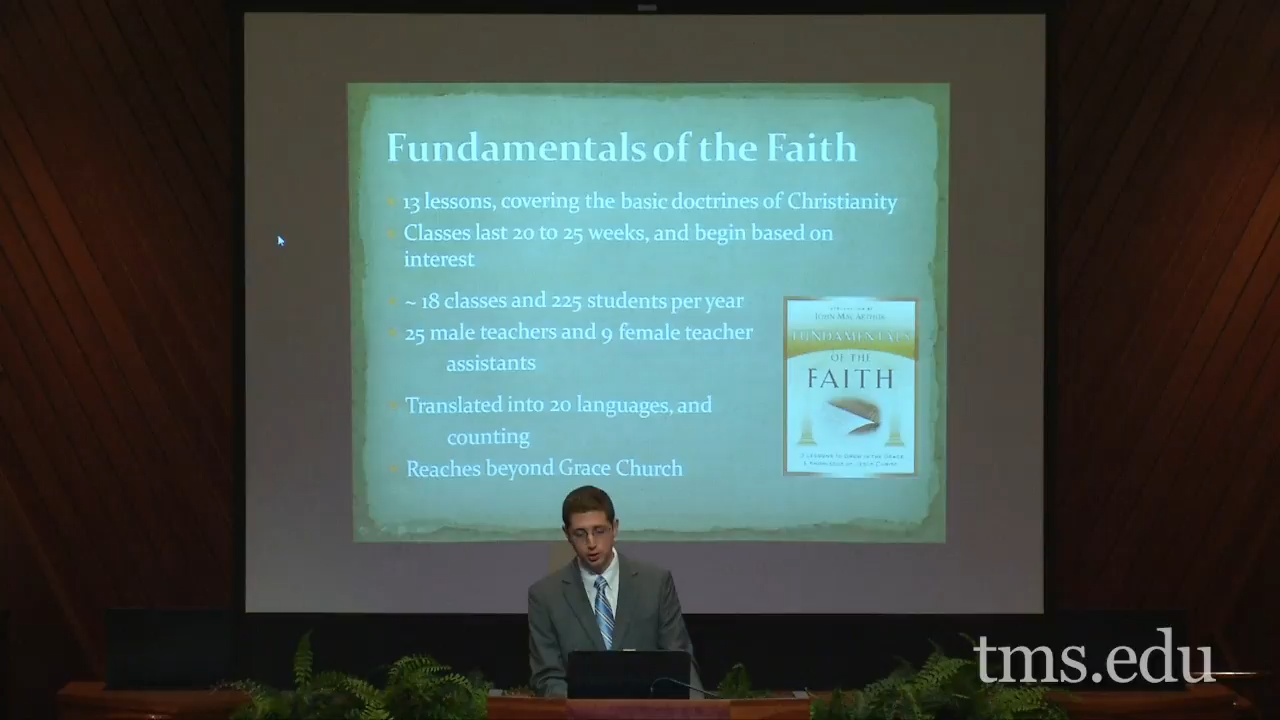 Fundamentals of the Faith
13 lessons, covering the basic doctrines of Christianity
Classes last 20 to 25 weeks, and begin based on
interest
~ 18 classes and 225 students per year
25 male teachers and 9 female teacher
assistants
Translated into 20 languages, and
counting
Reaches beyond Grace Church
JOHN MACARTHUR
FUNDAMENTALS
OF THE
FAITH
tms.edu